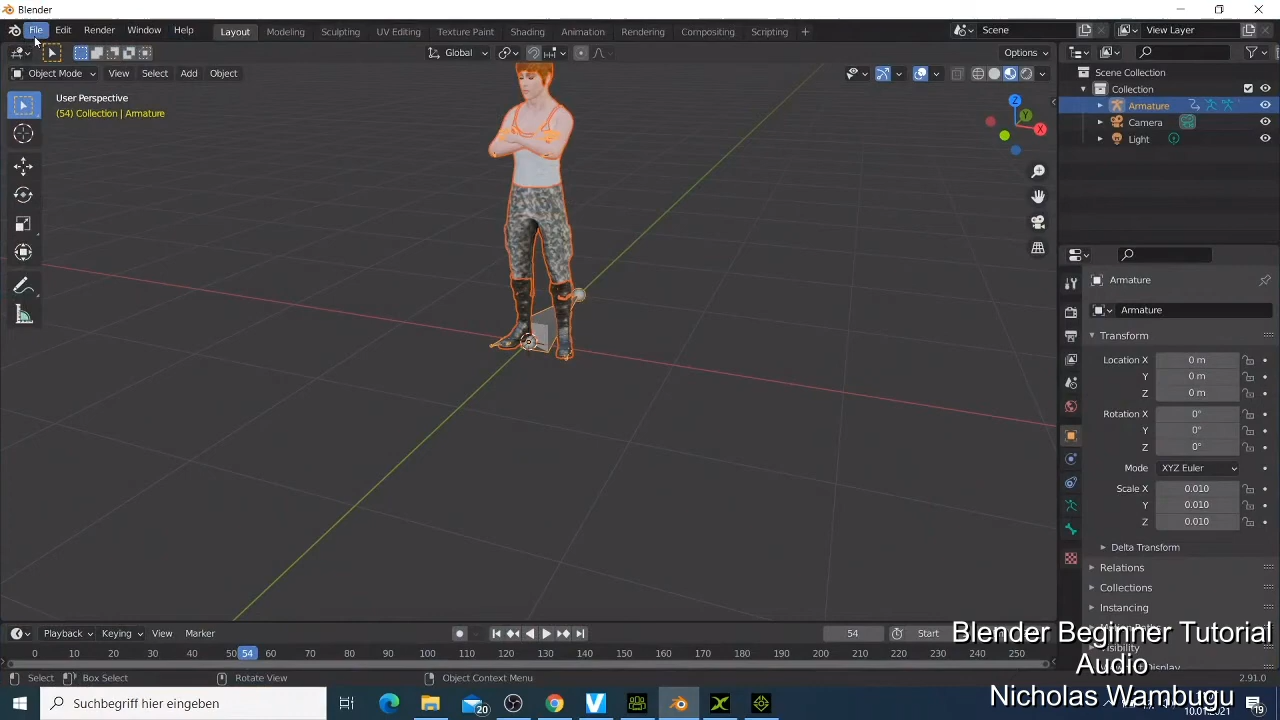 Blender
File Edit Render Window Help Layout Modeling Sculpting UV Editing Texture Paint Shading Animation Rendering Compositing Scripting + Scene View Layer
Global Options
Object Mode View Select Add Object
User Perspective
(54) Collection | Armature
Z
Y
X
Scene Collection
Collection
Armature
Camera
Light
Armature
Armature
Transform
Location X 0 m
Y 0 m
Z 0 m
Rotation X 0°
Y 0°
Z 0°
Mode XYZ Euler
Scale X 0.010
Y 0.010
Z 0.010
Delta Transform
Relations
Collections
Instancing
Visibility
Playback Keying View Marker 54 Start
0 10 20 30 40 50 54 60 70 80 90 100 110 120 130 140 150 160 170 180 190 200 210 220 230 240 250
Select Box Select Rotate View Object Context Menu 2.91.0
Blender Beginner Tutorial
Audio
Nicholas Wambugu
Suchbegriff hier eingeben 20 10.01.2021 19